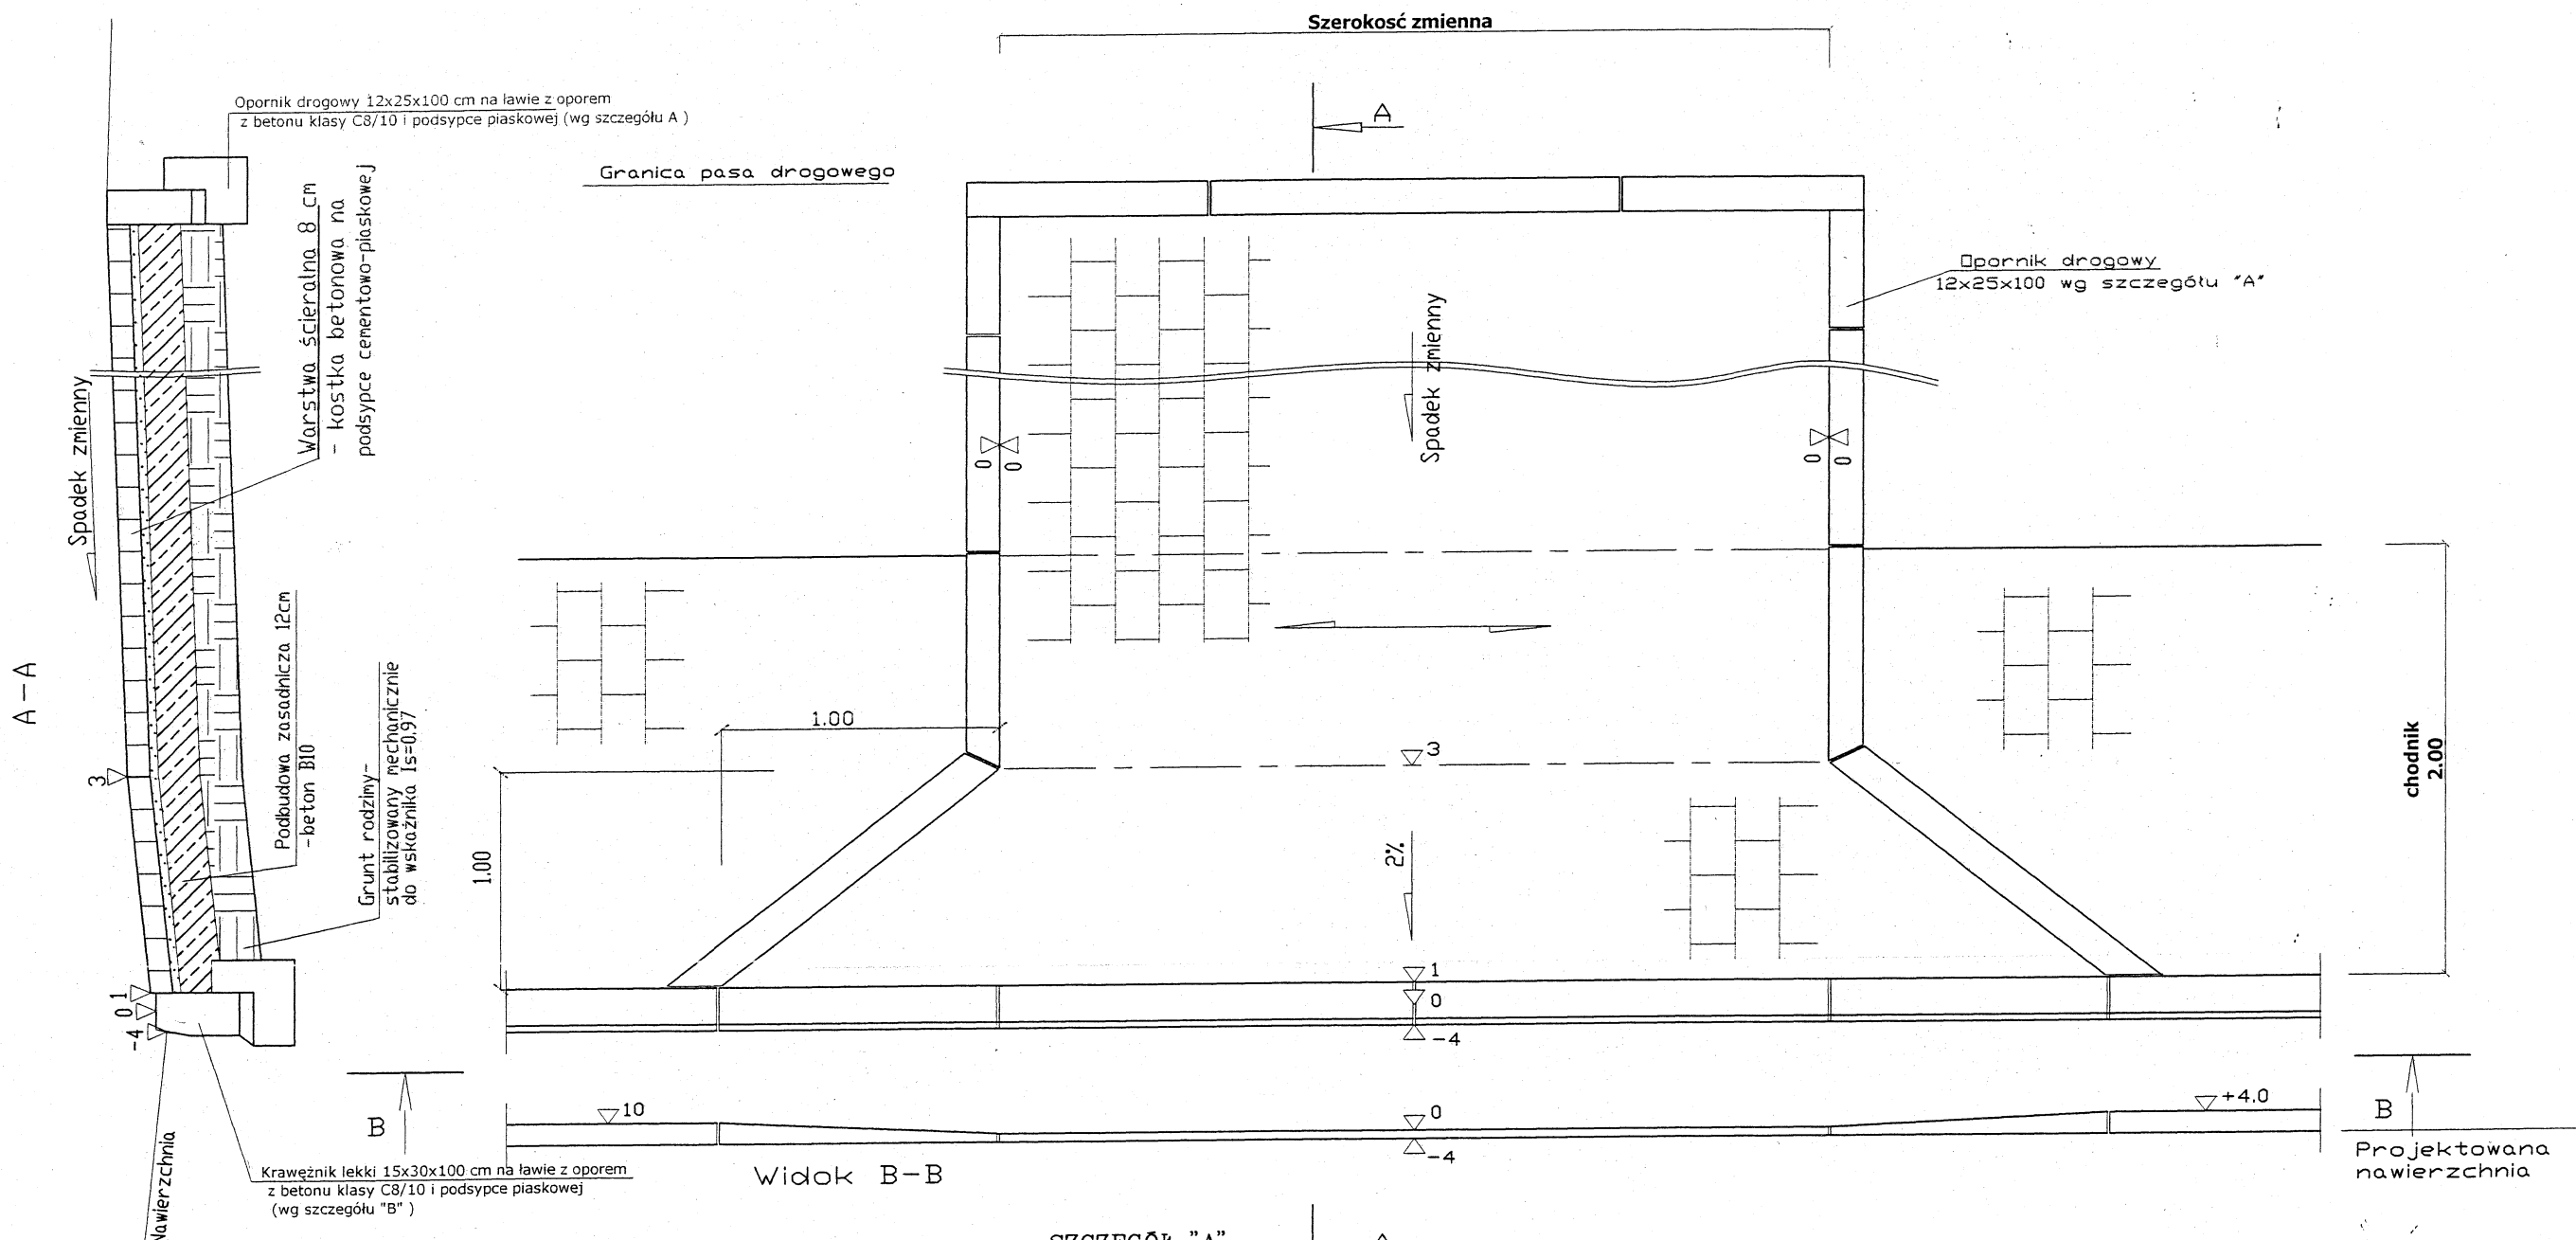 Szerokość zmienna
Opornik drogowy 12x25x100 cm na ławie z oporem
z betonu klasy C8/10 i podsypce piaskowej (wg szczegółu A )
A
Granica pasa drogowego
Warstwa ścieralna 8 cm
- kostka betonowa na
podsypce cementowo-piaskowej
Opornik drogowy
12x25x100 wg szczegółu "A"
Spadek zmienny
Spadek zmienny
0
0
0
0
A-A
Podbudowa zasadnicza 12cm
-beton B10
Grunt rodzimy-
stabilizowany mechanicznie
do wskaźnika Is=0.97
1.00
3
3
chodnik
2.00
1.00
2%
1
0
-4
1
0
-4
B
10
0
-4
+4.0
B
Projektowana
nawierzchnia
Widok B-B
Krawężnik lekki 15x30x100 cm na ławie z oporem
z betonu klasy C8/10 i podsypce piaskowej
(wg szczegółu "B" )
Nawierzchnia
SZCZEGÓŁ "A"
A